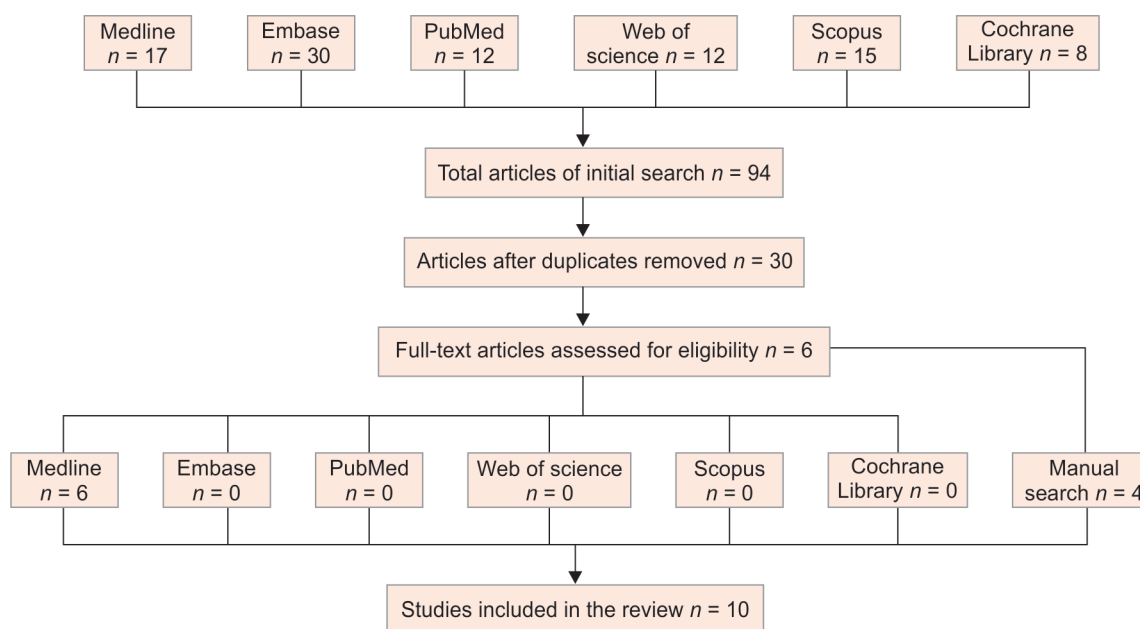 Medline
n = 17
Embase
n = 30
PubMed
n = 12
Web of
science n = 12
Scopus
n = 15
Cochrane
Library n = 8
Total articles of initial search n = 94
Articles after duplicates removed n = 30
Full-text articles assessed for eligibility n = 6
Medline
n = 6
Embase
n = 0
PubMed
n = 0
Web of science
n = 0
Scopus
n = 0
Cochrane
Library n = 0
Manual
search n = 4
Studies included in the review n = 10